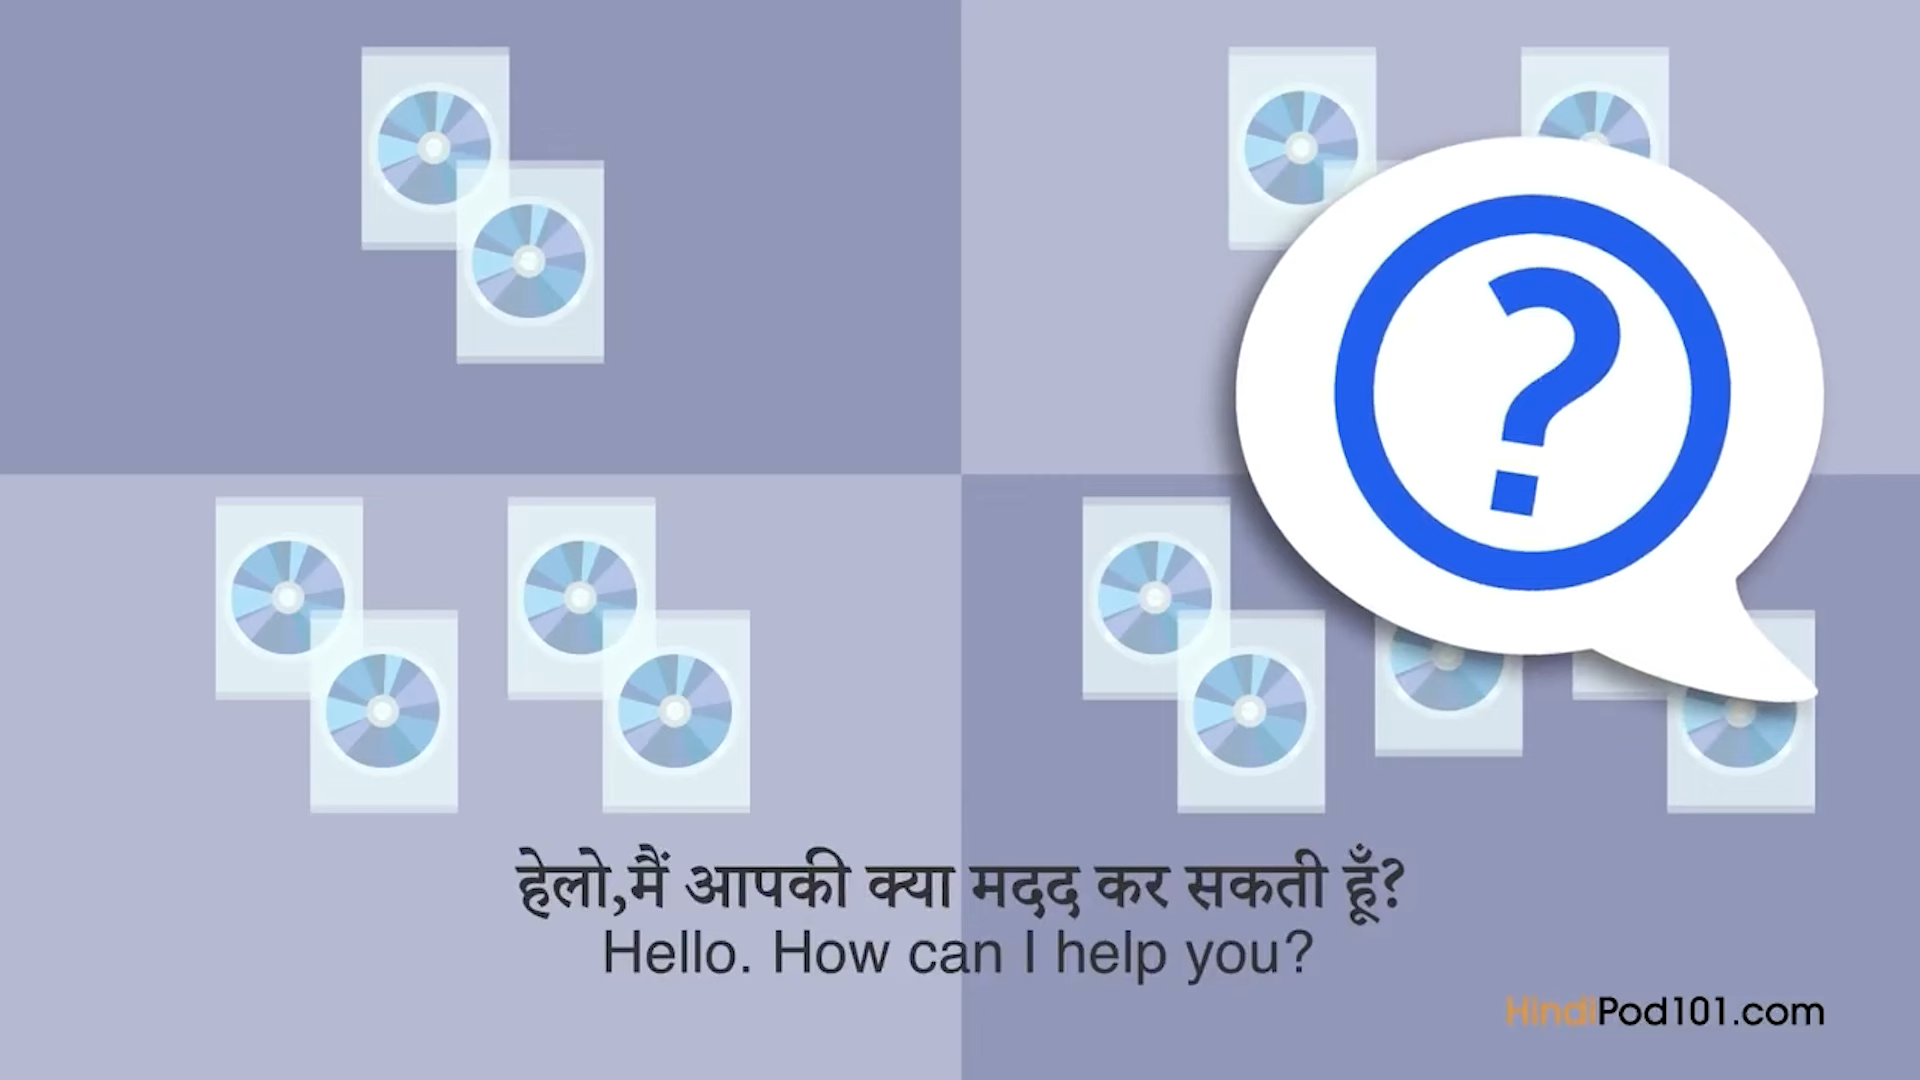 हेलो,मैं आपकी क्या मदद कर सकती हूँ?
Hello. How can I help you?
HindiPod101.com